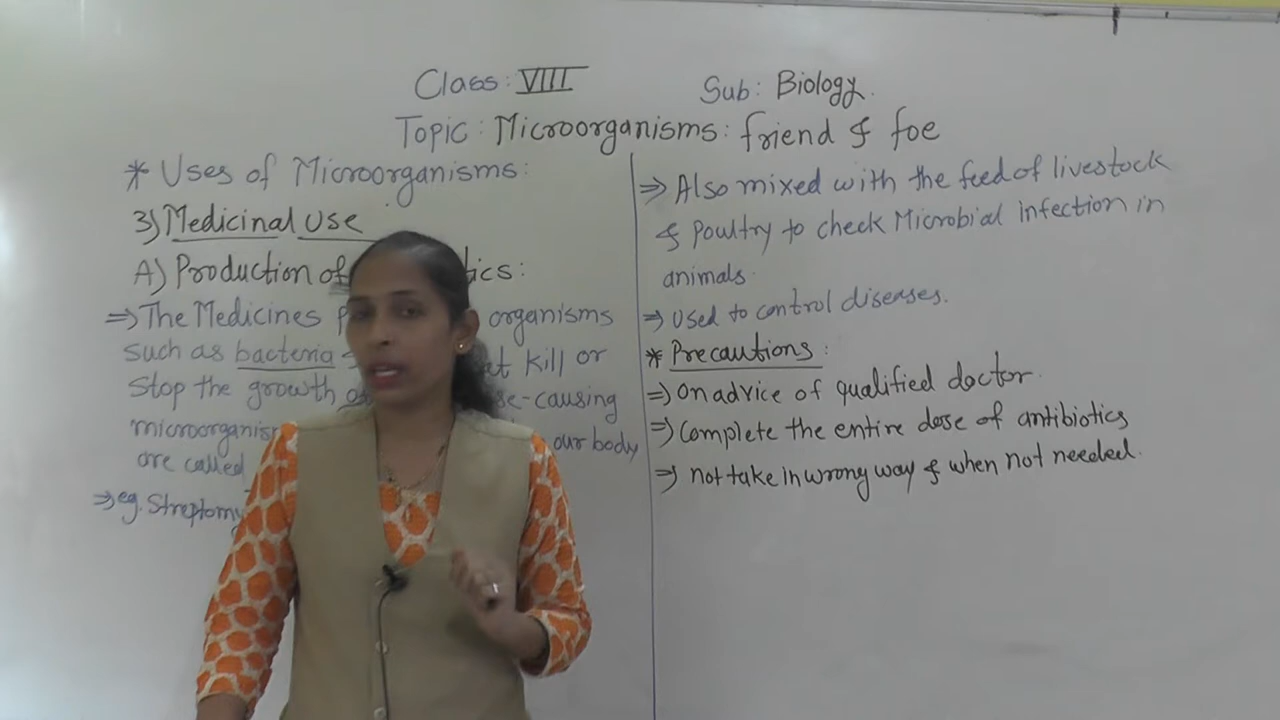 Class: VIII Sub: Biology.
Topic: Microorganisms: friend & foe
* Uses of Microorganisms:
3) Medicinal Use
A) Production of
⇒ The Medicines organisms
such as bacteria kill or
Stop the growth causing
our body
are called
⇒ eg.
⇒ Also mixed with the feed of livestock
& Poultry to check Microbial infection in
animals.
⇒ Used to control diseases.
* Precautions:
⇒ On advice of qualified doctor.
⇒ Complete the entire dose of antibiotics
⇒ not take in wrong way & when not needed.